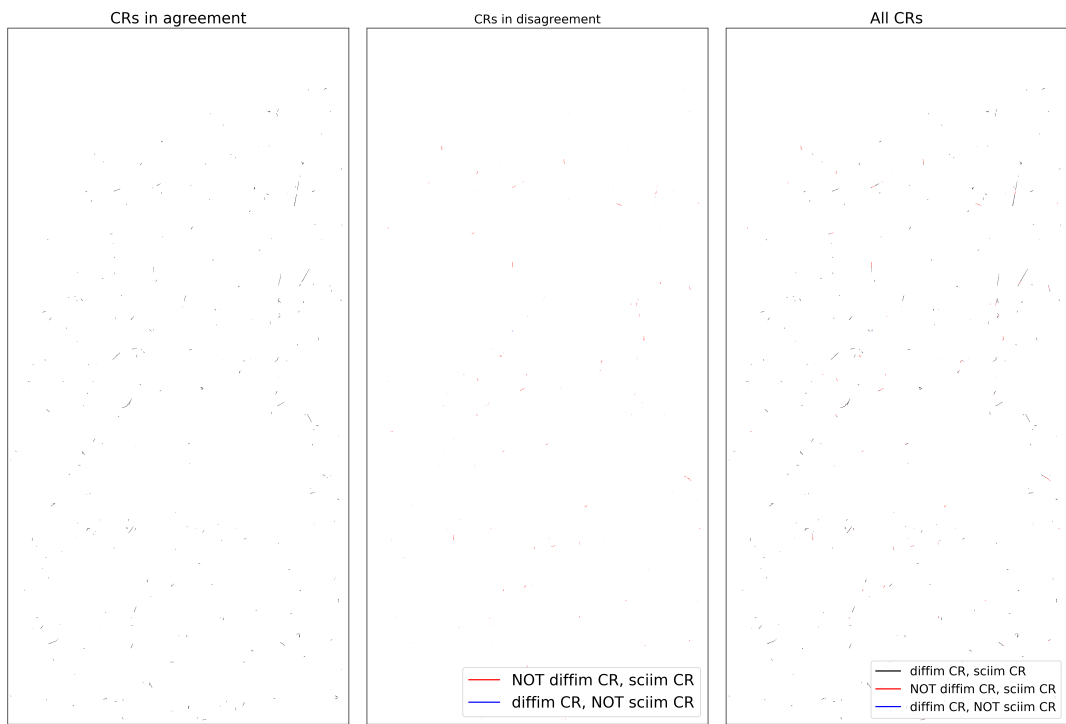 CRs in agreement
CRs in disagreement
All CRs
NOT diffim CR, sciim CR
diffim CR, NOT sciim CR
diffim CR, sciim CR
NOT diffim CR, sciim CR
diffim CR, NOT sciim CR